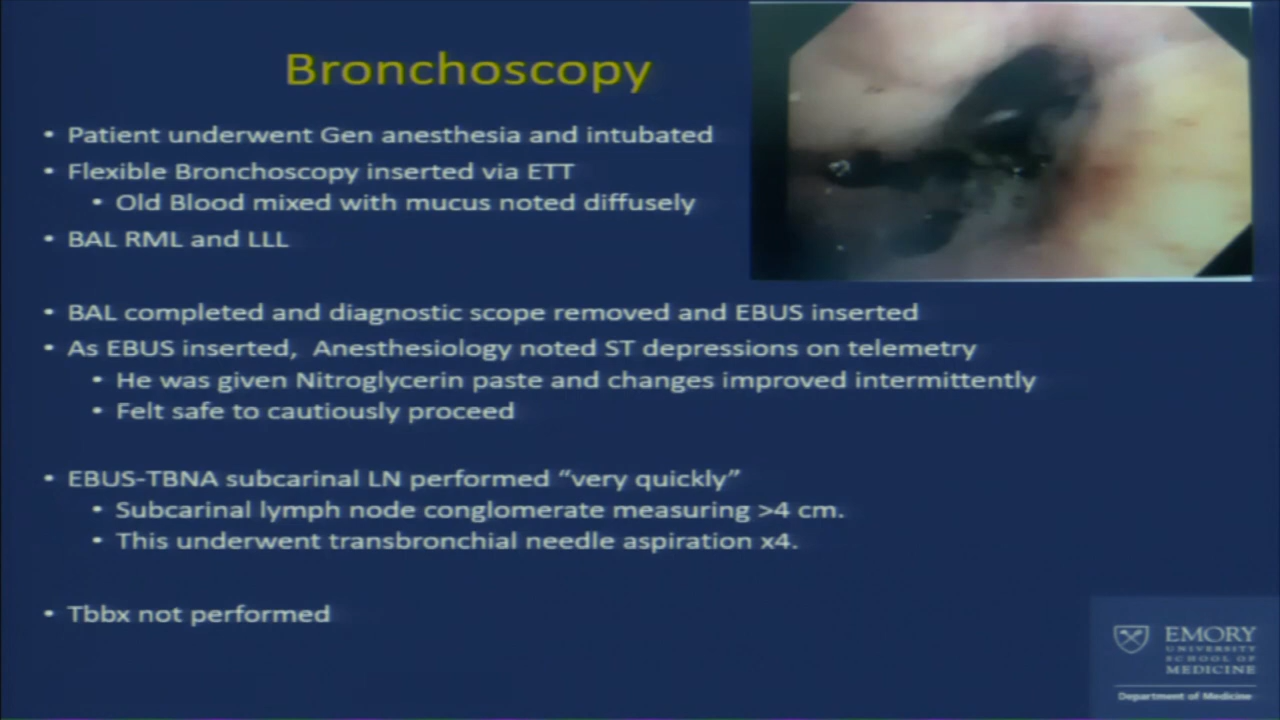 Bronchoscopy
• Patient underwent Gen anesthesia and intubated
• Flexible Bronchoscopy inserted via ETT
• Old Blood mixed with mucus noted diffusely
• BAL RML and LLL
• BAL completed and diagnostic scope removed and EBUS inserted
• As EBUS inserted, Anesthesiology noted ST depressions on telemetry
• He was given Nitroglycerin paste and changes improved intermittently
• Felt safe to cautiously proceed
• EBUS-TBNA subcarinal LN performed “very quickly”
• Subcarinal lymph node conglomerate measuring >4 cm.
• This underwent transbronchial needle aspiration x4.
• Tbbx not performed
EMORY
UNIVERSITY
SCHOOL OF
MEDICINE
Department of Medicine